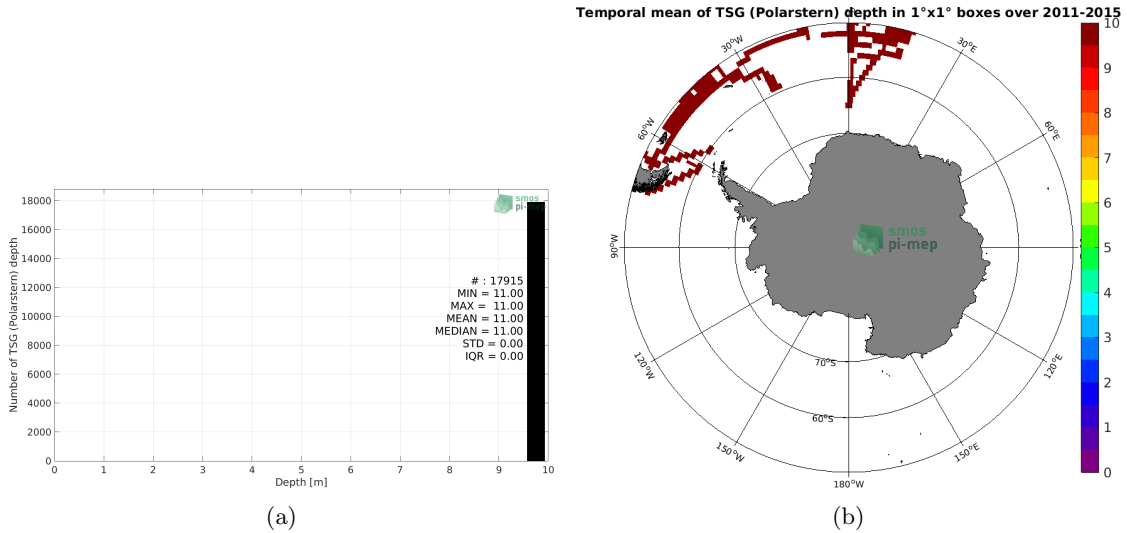 Number of TSG (Polarstern) depth
18000
16000
14000
12000
10000
8000
6000
4000
2000
0
smos
pi-mep
# : 17915
MIN = 11.00
MAX = 11.00
MEAN = 11.00
MEDIAN = 11.00
STD = 0.00
IQR = 0.00
0 1 2 3 4 5 6 7 8 9 10
Depth [m]
(a)
Temporal mean of TSG (Polarstern) depth in 1°x1° boxes over 2011-2015
30°W
30°E
60°W
60°E
90°W
smos
pi-mep
120°W
120°E
70°S
60°S
150°W
150°E
180°W
10
9
8
7
6
5
4
3
2
1
0
(b)